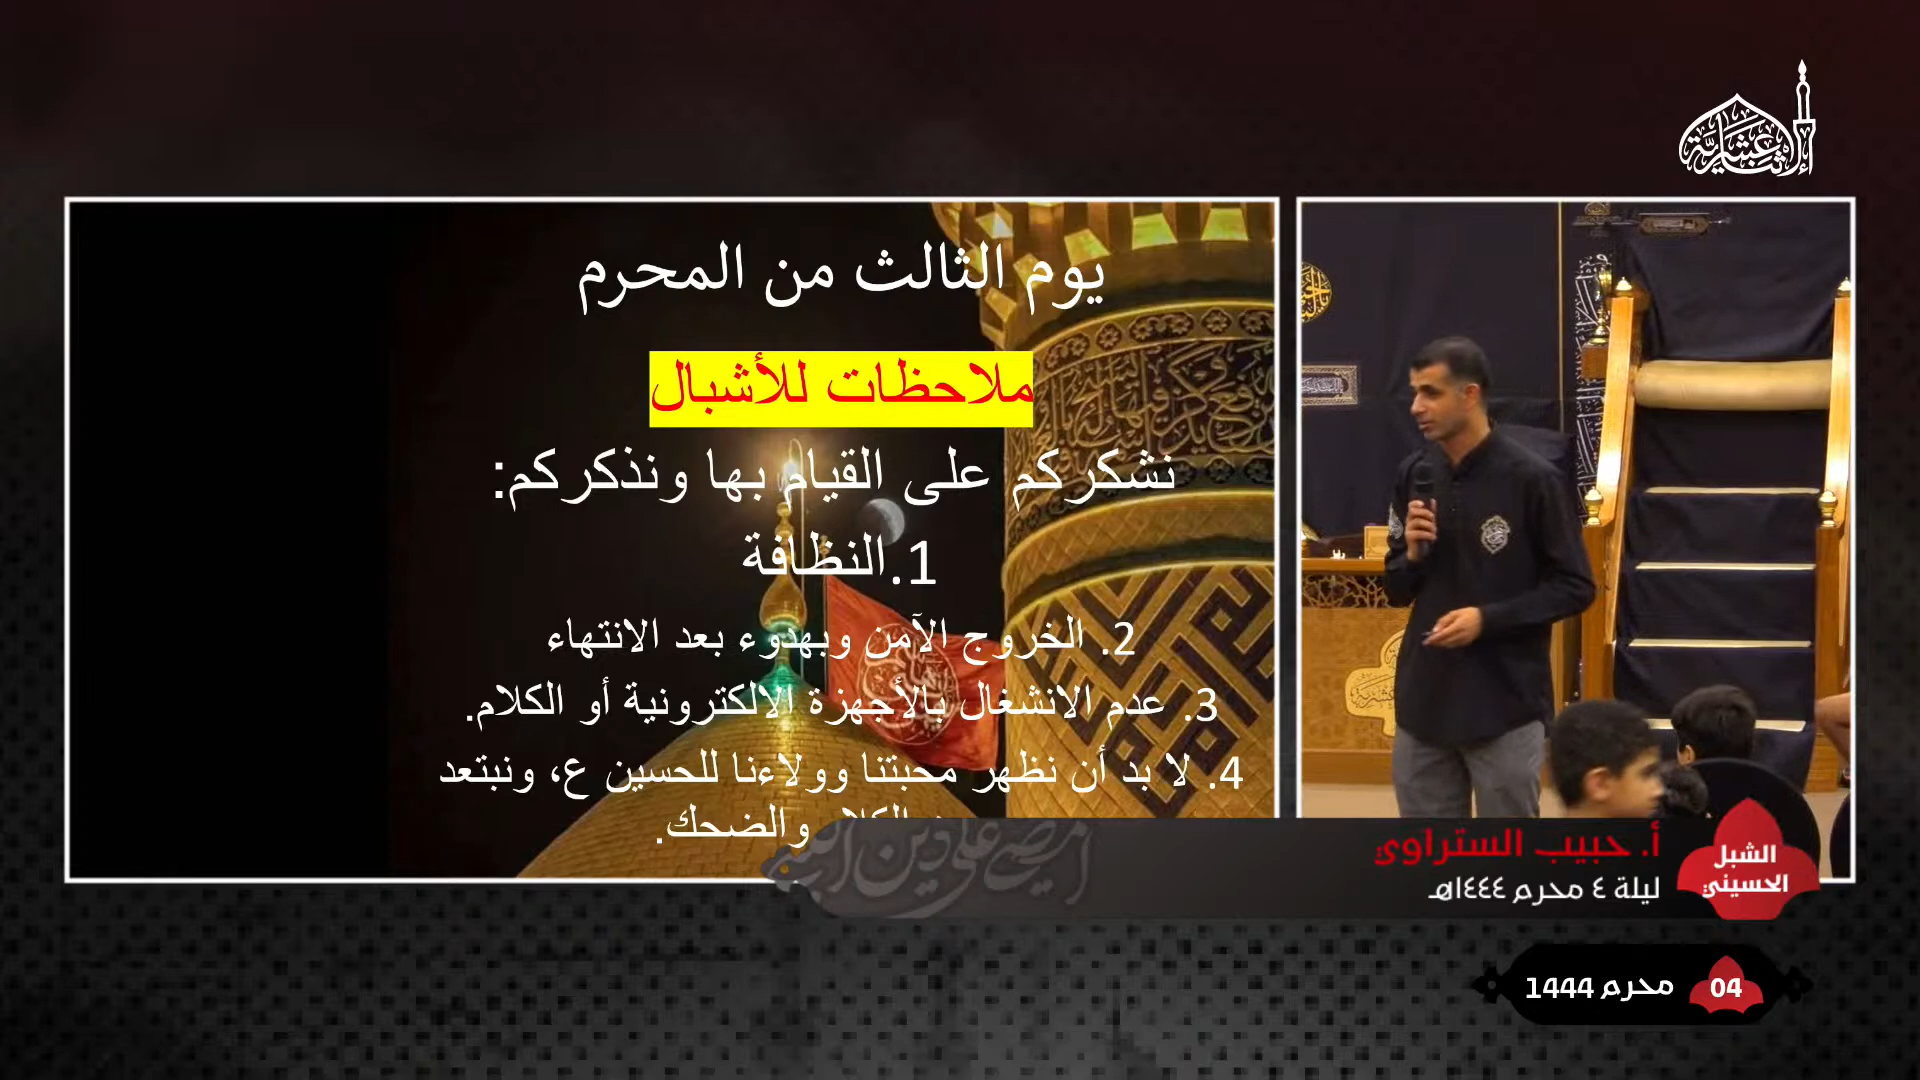 الإثناعشرية
يوم الثالث من المحرم
ملاحظات للأشبال
نشكركم على القيام بها ونذكركم:
1.النظافة
2. الخروج الآمن وبهدوء بعد الانتهاء
3. عدم الانشغال بالأجهزة الالكترونية أو الكلام.
4. لا بد أن نظهر محبتنا وولاءنا للحسين ع، ونبتعد
والضحك.
أ. حبيب الستراوي
ليلة ٤ محرم ١٤٤٤هـ
الشبل
الحسيني
04
محرم 1444